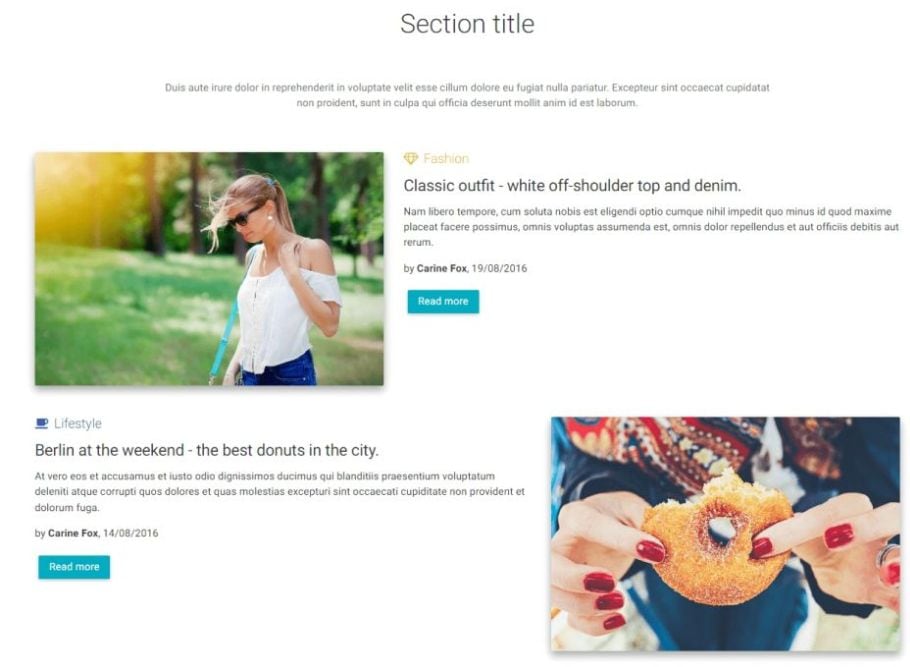 Section title
Duis aute irure dolor in reprehenderit in voluptate velit esse cillum dolore eu fugiat nulla pariatur. Excepteur sint occaecat cupidatat
non proident, sunt in culpa qui officia deserunt mollit anim id est laborum.
Fashion
Classic outfit - white off-shoulder top and denim.
Nam libero tempore, cum soluta nobis est eligendi optio cumque nihil impedit quo minus id quod maxime
placeat facere possimus, omnis voluptas assumenda est, omnis dolor repellendus et aut officiis debitis aut
rerum.
by Carine Fox, 19/08/2016
Read more
Lifestyle
Berlin at the weekend - the best donuts in the city.
At vero eos et accusamus et iusto odio dignissimos ducimus qui blanditiis praesentium voluptatum
deleniti atque corrupti quos dolores et quas molestias excepturi sint occaecati cupiditate non provident et
dolorum fuga.
by Carine Fox, 14/08/2016
Read more